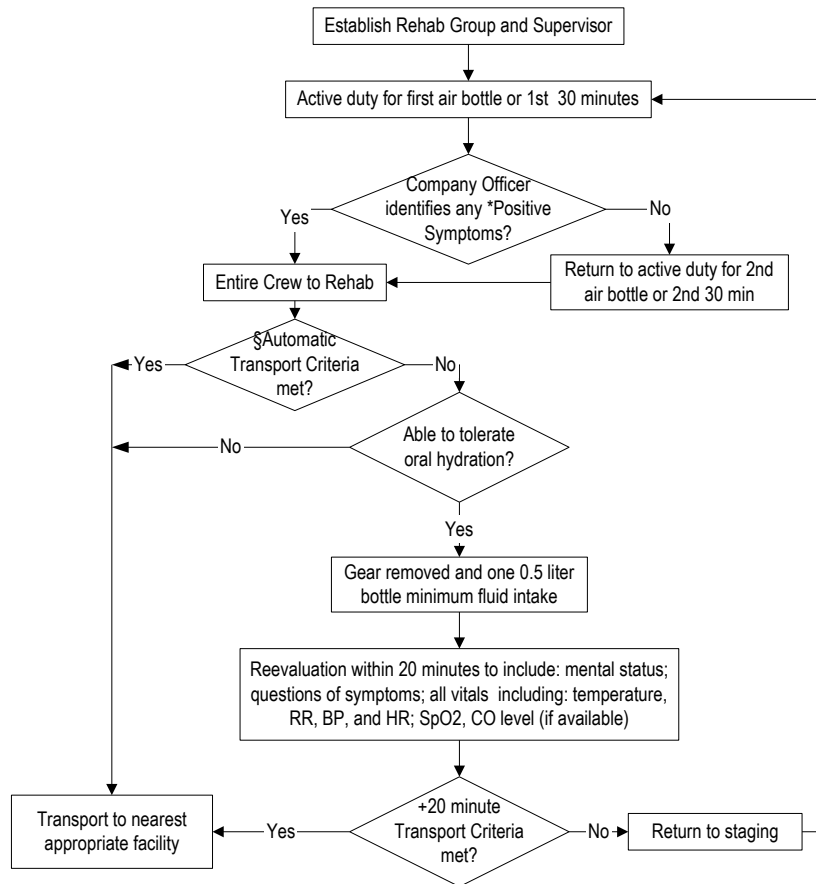 Establish Rehab Group and Supervisor
Active duty for first air bottle or 1st 30 minutes
Company Officer
identifies any *Positive
Symptoms?
Yes
No
Entire Crew to Rehab
Return to active duty for 2nd
air bottle or 2nd 30 min
§Automatic
Transport Criteria
met?
Yes
No
Able to tolerate
oral hydration?
No
Yes
Gear removed and one 0.5 liter
bottle minimum fluid intake
Reevaluation within 20 minutes to include: mental status;
questions of symptoms; all vitals including: temperature,
RR, BP, and HR; SpO2, CO level (if available)
+20 minute
Transport Criteria
met?
Yes
No
Transport to nearest
appropriate facility
Return to staging